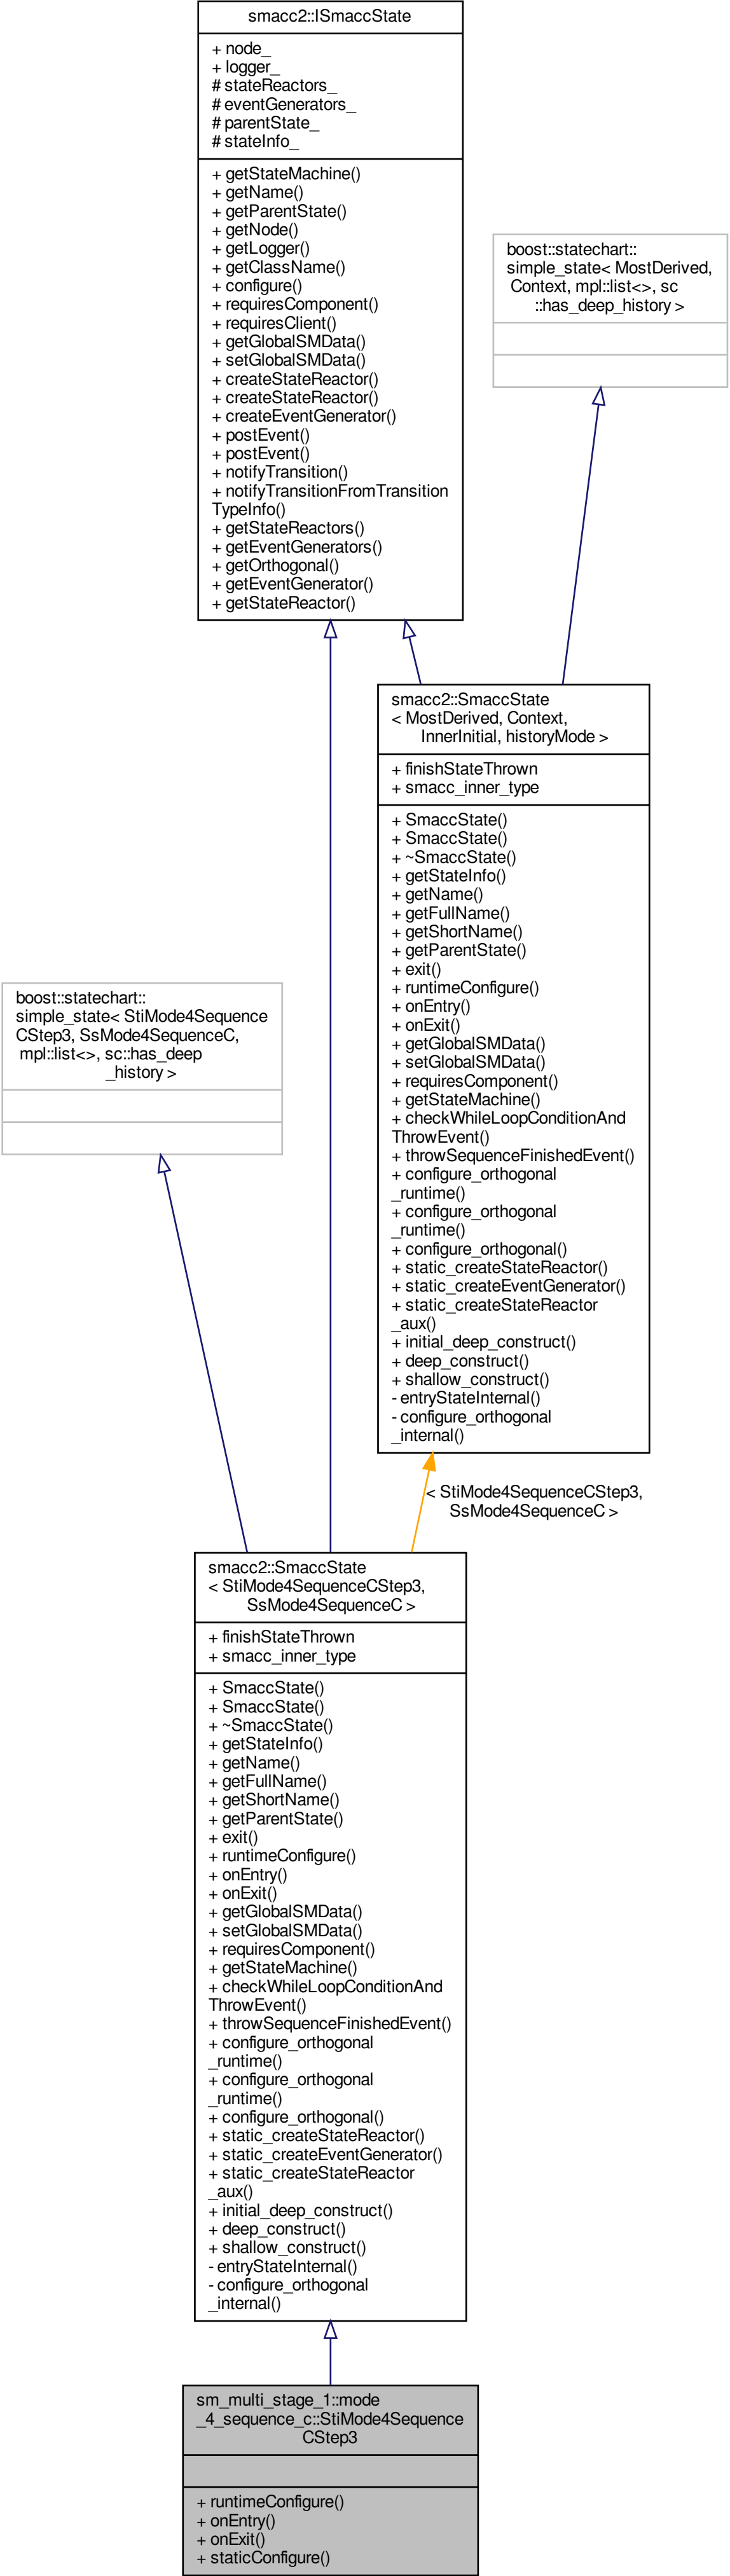 smacc2::ISmaccState
+ node_
+ logger_
# stateReactors_
# eventGenerators_
# parentState_
# stateInfo_
+ getStateMachine()
+ getName()
+ getParentState()
+ getNode()
+ getLogger()
+ getClassName()
+ configure()
+ requiresComponent()
+ requiresClient()
+ getGlobalSMData()
+ setGlobalSMData()
+ createStateReactor()
+ createStateReactor()
+ createEventGenerator()
+ postEvent()
+ postEvent()
+ notifyTransition()
+ notifyTransitionFromTransition
TypeInfo()
+ getStateReactors()
+ getEventGenerators()
+ getOrthogonal()
+ getEventGenerator()
+ getStateReactor()
boost::statechart::
simple_state< MostDerived,
Context, mpl::list<>, sc
::has_deep_history >
smacc2::SmaccState
< MostDerived, Context,
InnerInitial, historyMode >
+ finishStateThrown
+ smacc_inner_type
+ SmaccState()
+ SmaccState()
+ ~SmaccState()
+ getStateInfo()
+ getName()
+ getFullName()
+ getShortName()
+ getParentState()
+ exit()
+ runtimeConfigure()
+ onEntry()
+ onExit()
+ getGlobalSMData()
+ setGlobalSMData()
+ requiresComponent()
+ getStateMachine()
+ checkWhileLoopConditionAnd
ThrowEvent()
+ throwSequenceFinishedEvent()
+ configure_orthogonal
_runtime()
+ configure_orthogonal
_runtime()
+ configure_orthogonal()
+ static_createStateReactor()
+ static_createEventGenerator()
+ static_createStateReactor
_aux()
+ initial_deep_construct()
+ deep_construct()
+ shallow_construct()
- entryStateInternal()
- configure_orthogonal
_internal()
boost::statechart::
simple_state< StiMode4Sequence
CStep3, SsMode4SequenceC,
mpl::list<>, sc::has_deep
_history >
< StiMode4SequenceCStep3,
SsMode4SequenceC >
smacc2::SmaccState
< StiMode4SequenceCStep3,
SsMode4SequenceC >
+ finishStateThrown
+ smacc_inner_type
+ SmaccState()
+ SmaccState()
+ ~SmaccState()
+ getStateInfo()
+ getName()
+ getFullName()
+ getShortName()
+ getParentState()
+ exit()
+ runtimeConfigure()
+ onEntry()
+ onExit()
+ getGlobalSMData()
+ setGlobalSMData()
+ requiresComponent()
+ getStateMachine()
+ checkWhileLoopConditionAnd
ThrowEvent()
+ throwSequenceFinishedEvent()
+ configure_orthogonal
_runtime()
+ configure_orthogonal
_runtime()
+ configure_orthogonal()
+ static_createStateReactor()
+ static_createEventGenerator()
+ static_createStateReactor
_aux()
+ initial_deep_construct()
+ deep_construct()
+ shallow_construct()
- entryStateInternal()
- configure_orthogonal
_internal()
sm_multi_stage_1::mode
_4_sequence_c::StiMode4Sequence
CStep3
+ runtimeConfigure()
+ onEntry()
+ onExit()
+ staticConfigure()